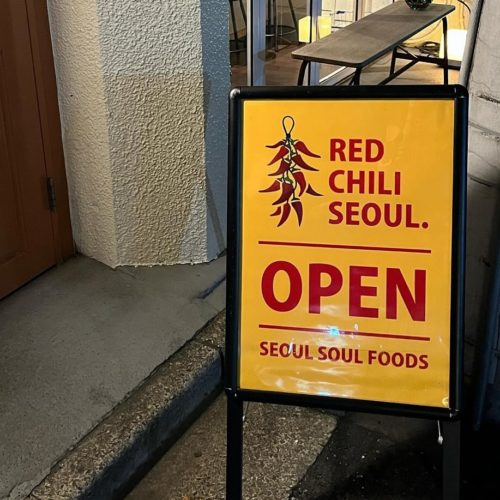 RED
CHILI
SEOUL.
OPEN
SEOUL SOUL FOODS